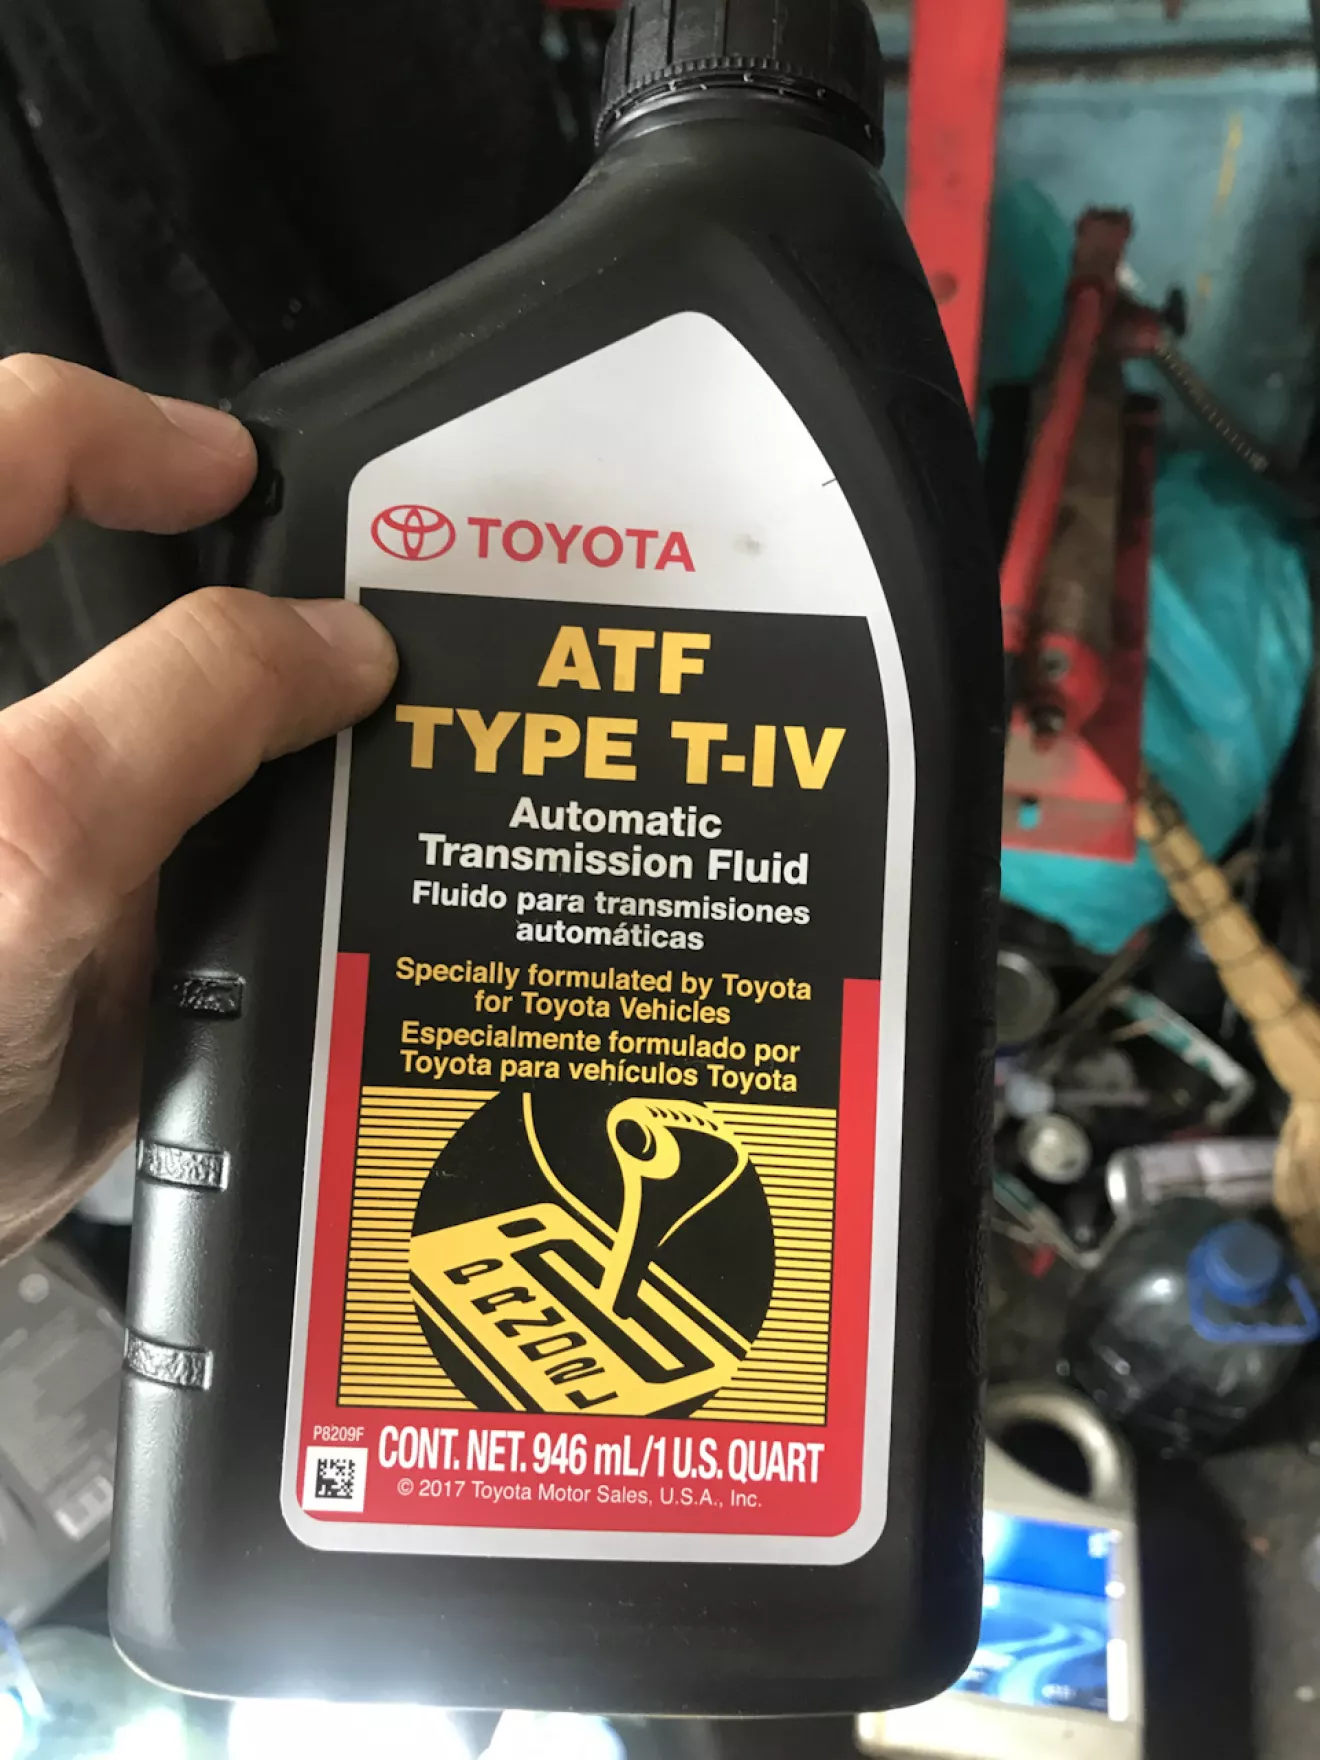 TOYOTA
ATF
TYPE T-IV
Automatic
Transmission Fluid
Fluido para transmisiones
automáticas
Specially formulated by Toyota
for Toyota Vehicles
Especialmente formulado por
Toyota para vehículos Toyota
P R N D 2 L
P8209F
CONT. NET. 946 mL/1 U.S. QUART
© 2017 Toyota Motor Sales, U.S.A., Inc.